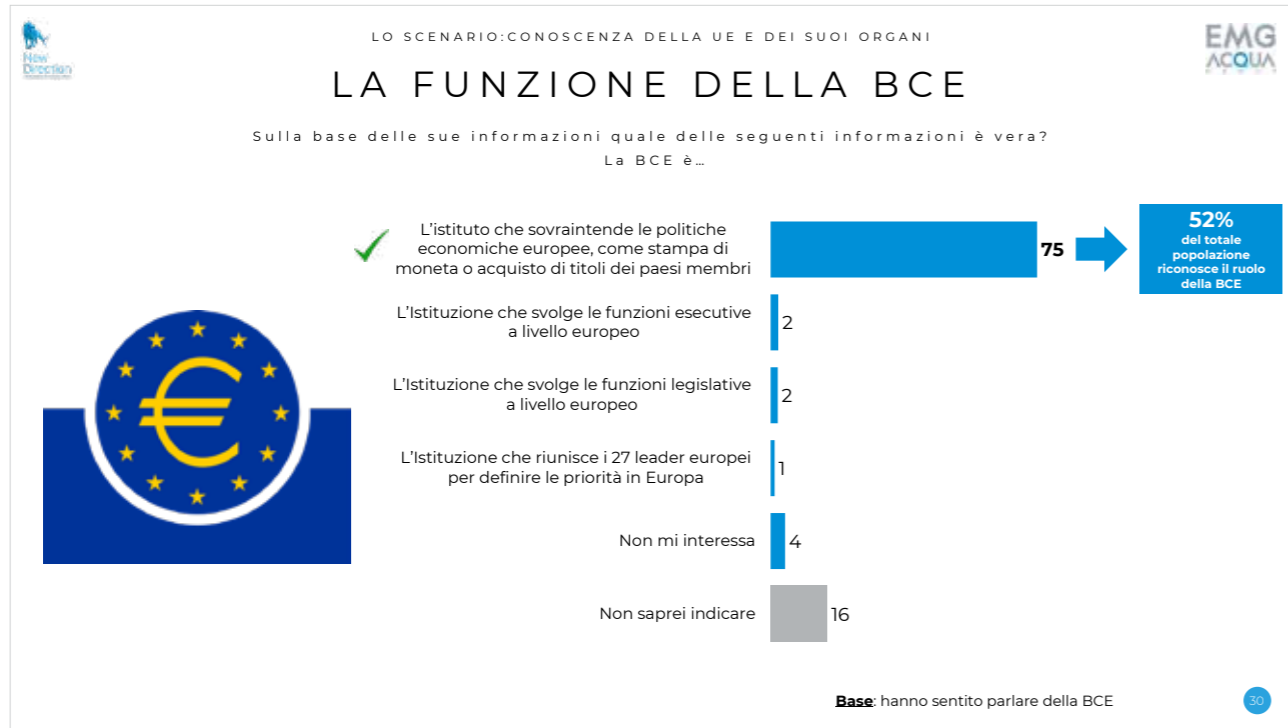 New
Direction
LO SCENARIO:CONOSCENZA DELLA UE E DEI SUOI ORGANI
EMG
ACQUA
LA FUNZIONE DELLA BCE
Sulla base delle sue informazioni quale delle seguenti informazioni è vera?
La BCE è…
L’istituto che sovraintende le politiche
economiche europee, come stampa di
moneta o acquisto di titoli dei paesi membri
75
52%
del totale
popolazione
riconosce il ruolo
della BCE
L’Istituzione che svolge le funzioni esecutive
a livello europeo
2
L’Istituzione che svolge le funzioni legislative
a livello europeo
2
L’Istituzione che riunisce i 27 leader europei
per definire le priorità in Europa
1
Non mi interessa
4
Non saprei indicare
16
€
Base: hanno sentito parlare della BCE
30